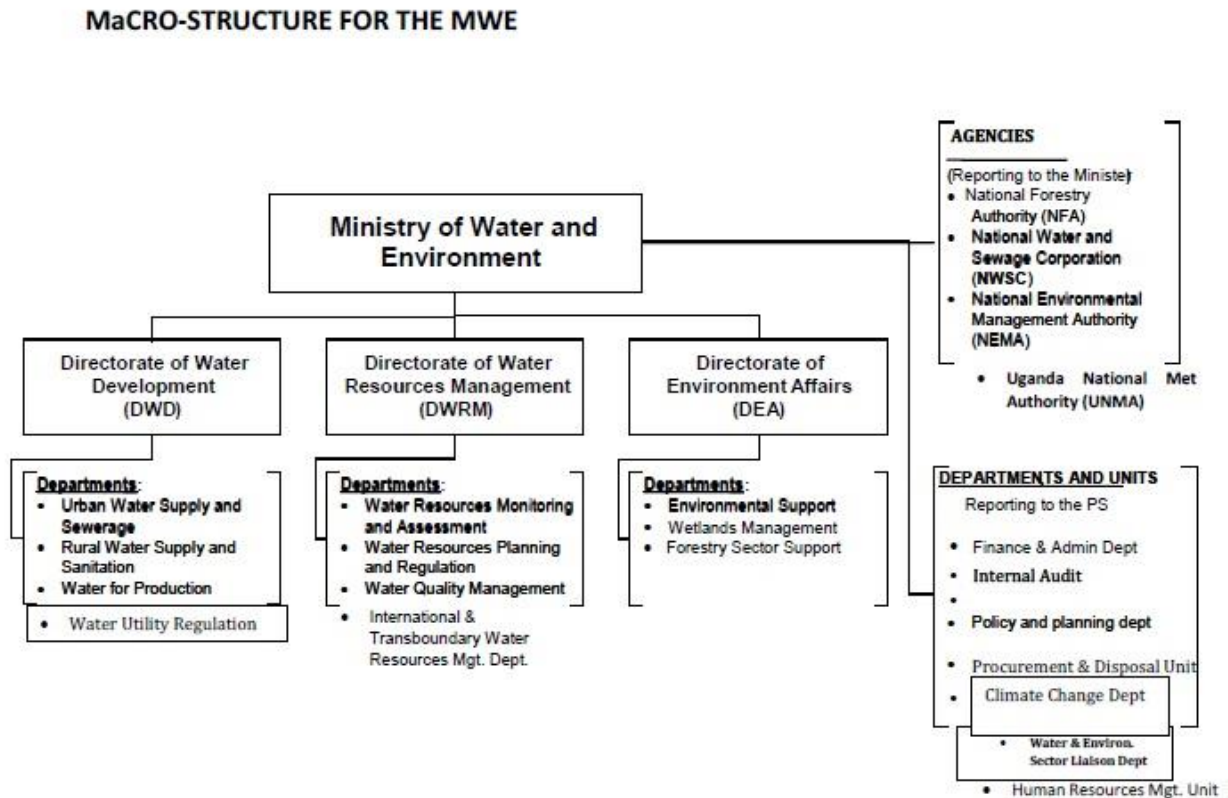 MaCRO-STRUCTURE FOR THE MWE
AGENCIES
(Reporting to the Minister)
• National Forestry
Authority (NFA)
• National Water and
Sewage Corporation
(NWSC)
• National Environmental
Management Authority
(NEMA)
• Uganda National Met
Authority (UNMA)
Ministry of Water and
Environment
Directorate of Water
Development
(DWD)
Directorate of Water
Resources Management
(DWRM)
Directorate of
Environment Affairs
(DEA)
Departments:
• Urban Water Supply and
Sewerage
• Rural Water Supply and
Sanitation
• Water for Production
• Water Utility Regulation
Departments:
• Water Resources Monitoring
and Assessment
• Water Resources Planning
and Regulation
• Water Quality Management
• International &
Transboundary Water
Resources Mgt. Dept.
Departments:
• Environmental Support
• Wetlands Management
• Forestry Sector Support
DEPARTMENTS AND UNITS
Reporting to the PS
• Finance & Admin Dept
• Internal Audit
•
• Policy and planning dept
• Procurement & Disposal Unit
• Climate Change Dept
• Water & Environ.
Sector Liaison Dept
• Human Resources Mgt. Unit